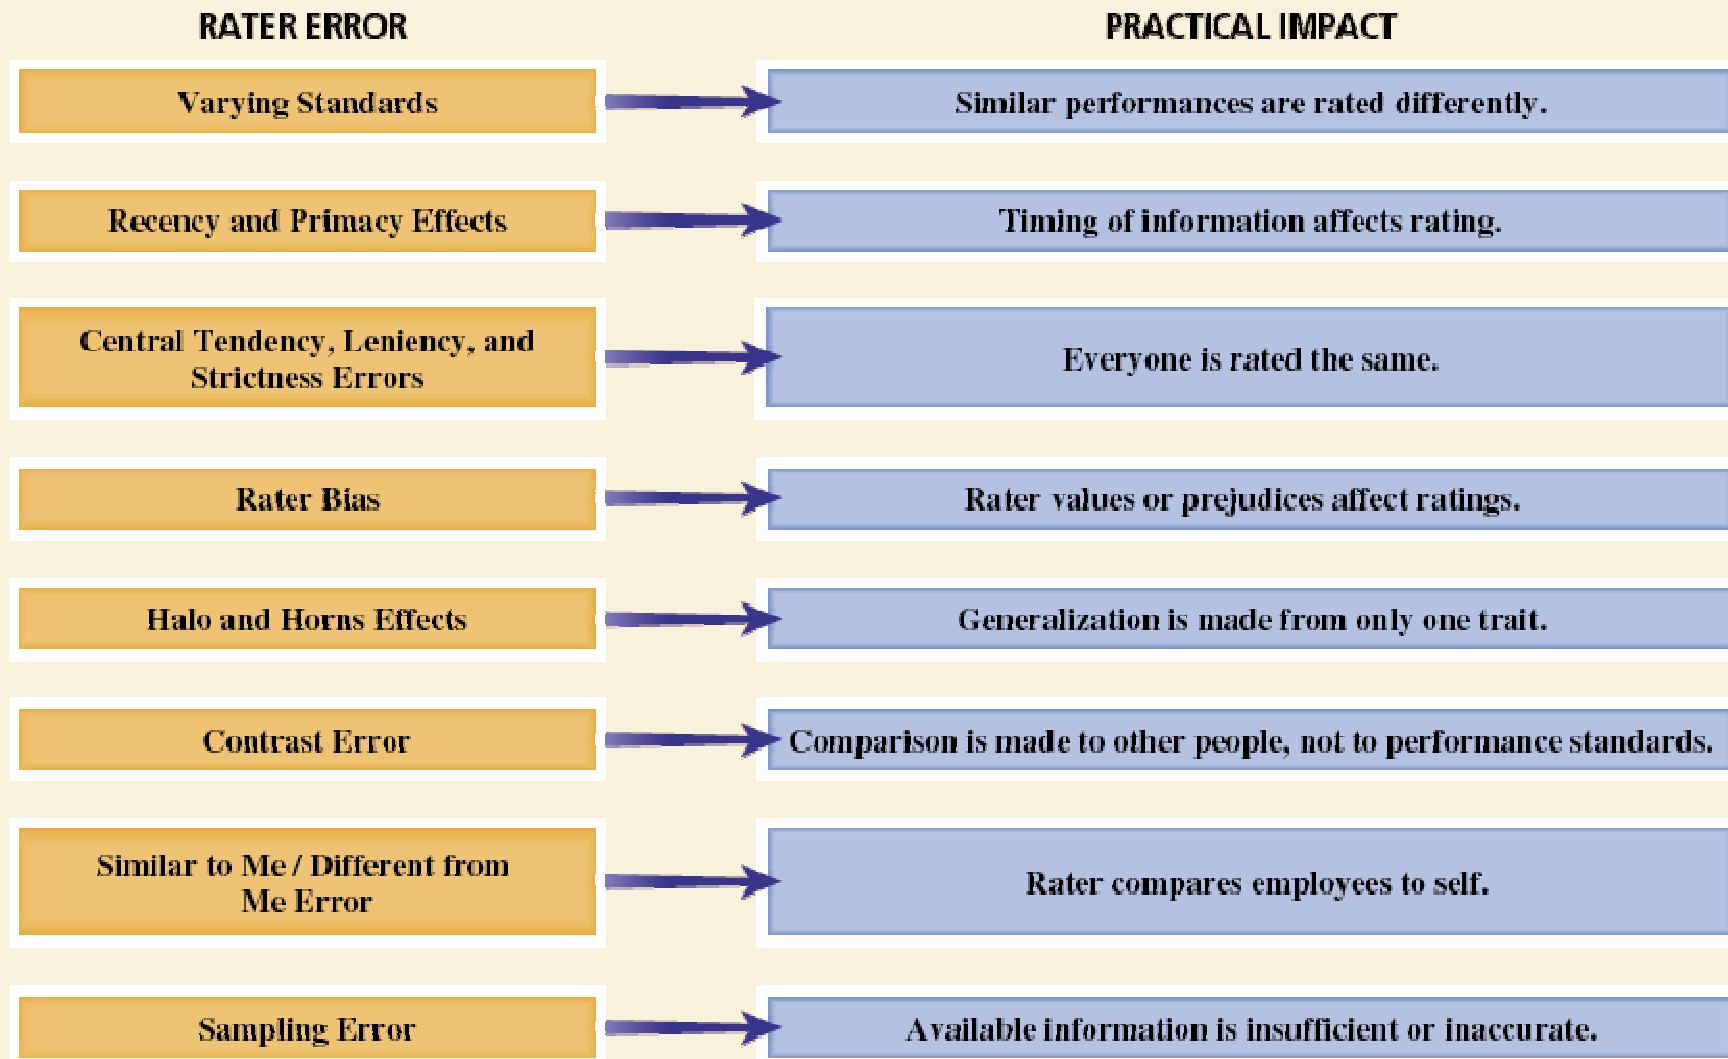 RATER ERROR
PRACTICAL IMPACT
Varying Standards
Similar performances are rated differently.
Recency and Primacy Effects
Timing of information affects rating.
Central Tendency, Leniency, and
Strictness Errors
Everyone is rated the same.
Rater Bias
Rater values or prejudices affect ratings.
Halo and Horns Effects
Generalization is made from only one trait.
Contrast Error
Comparison is made to other people, not to performance standards.
Similar to Me / Different from
Me Error
Rater compares employees to self.
Sampling Error
Available information is insufficient or inaccurate.